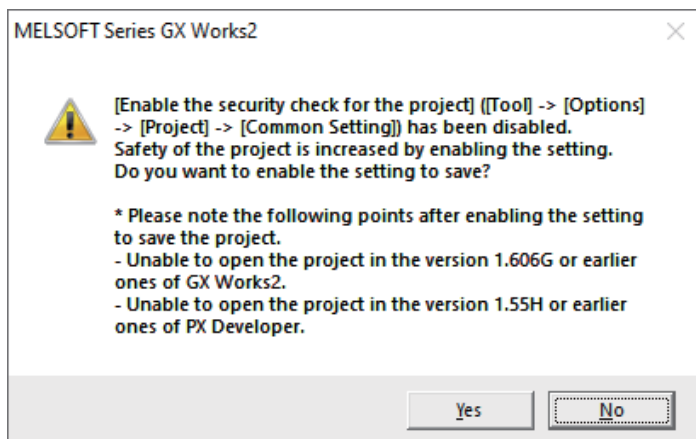 MELSOFT Series GX Works2
[Enable the security check for the project] ([Tool] -> [Options]
-> [Project] -> [Common Setting]) has been disabled.
Safety of the project is increased by enabling the setting.
Do you want to enable the setting to save?
* Please note the following points after enabling the setting
to save the project.
- Unable to open the project in the version 1.606G or earlier
ones of GX Works2.
- Unable to open the project in the version 1.55H or earlier
ones of PX Developer.
Yes
No